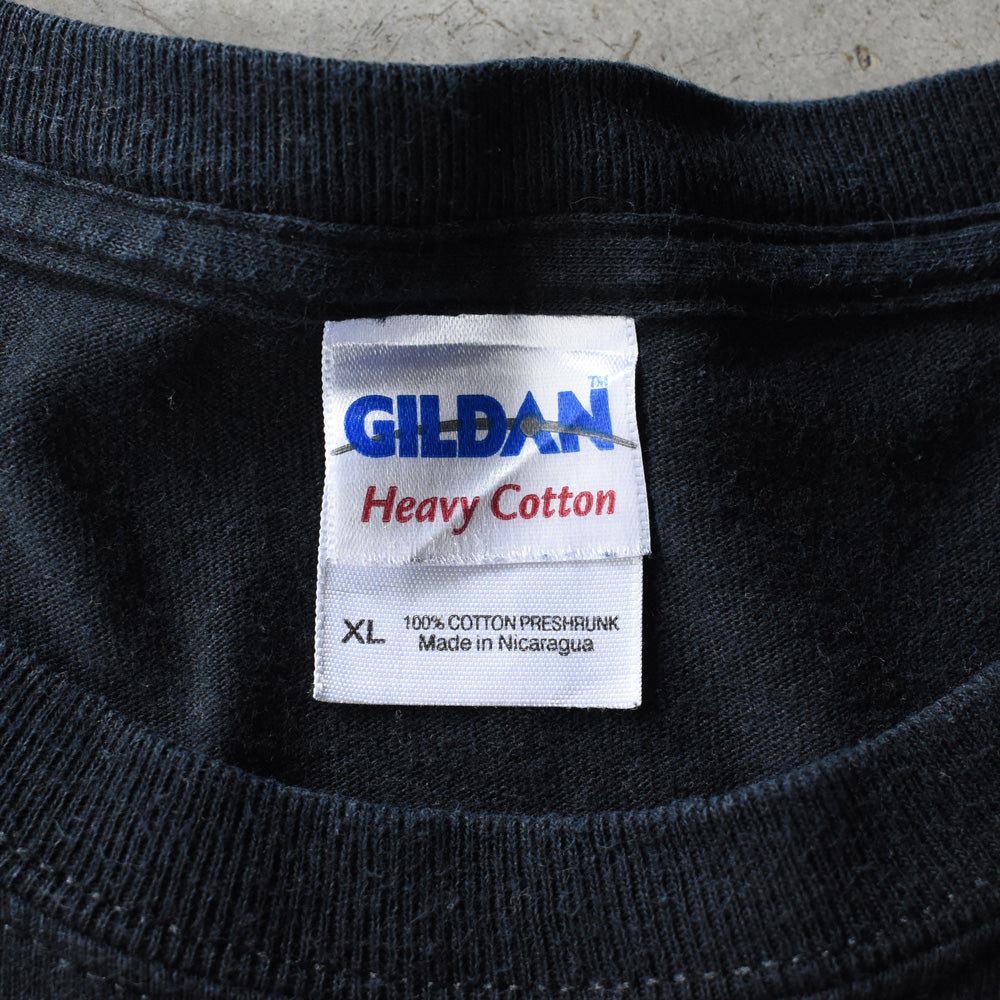 GILDAN™
Heavy Cotton
XL 100% COTTON PRESHRUNK
Made in Nicaragua